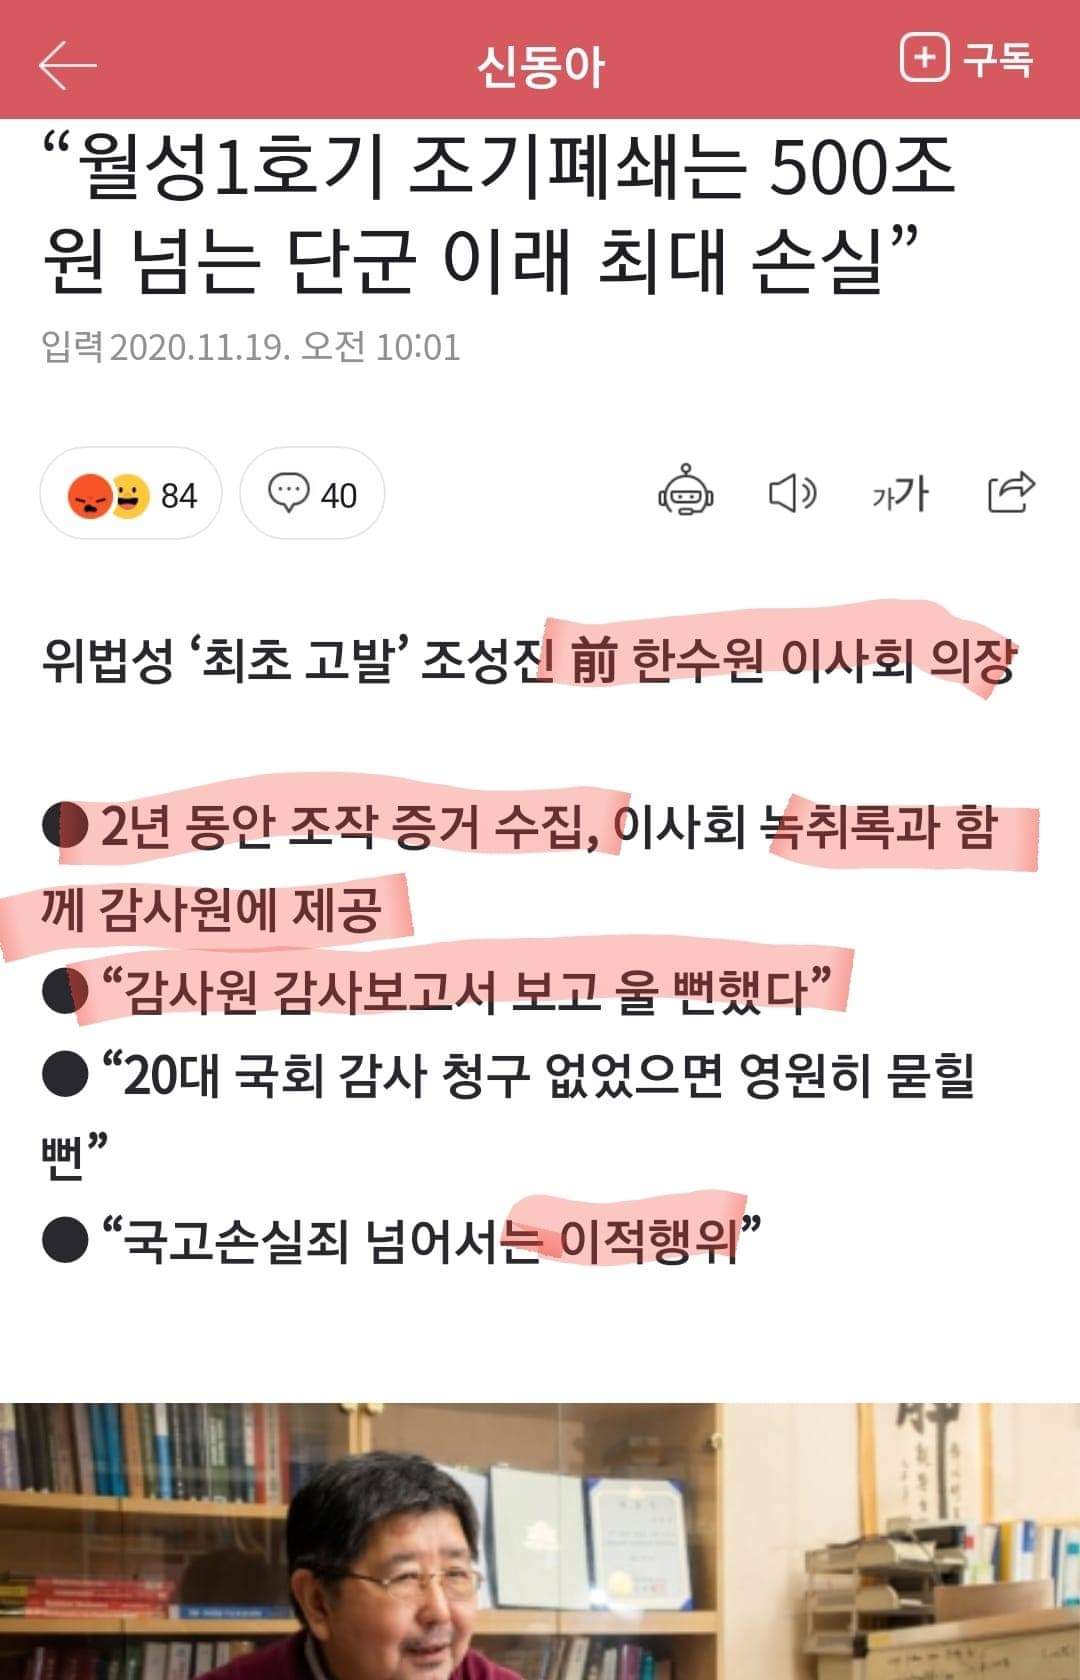 신동아
구독
“월성1호기 조기폐쇄는 500조
원 넘는 단군 이래 최대 손실”
입력 2020.11.19. 오전 10:01
84
40
가가
위법성 ‘최초 고발’ 조성진 前 한수원 이사회 의장
● 2년 동안 조작 증거 수집, 이사회 녹취록과 함
께 감사원에 제공
● “감사원 감사보고서 보고 울 뻔했다”
● “20대 국회 감사 청구 없었으면 영원히 묻힐
뻔”
● “국고손실죄 넘어서는 이적행위”